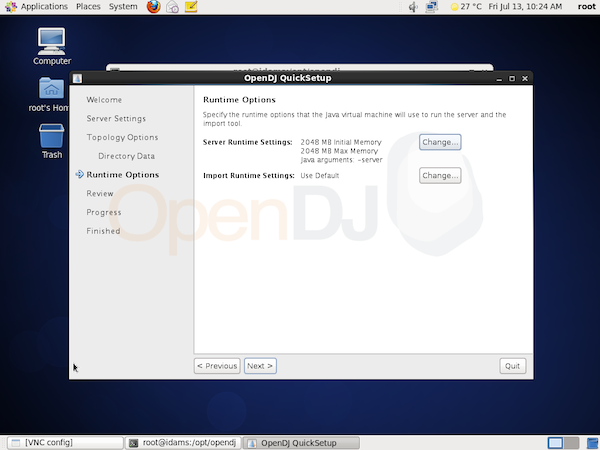 Applications Places System 27 °C Fri Jul 13, 10:24 AM root
Computer
root's Hom
Trash
OpenDJ QuickSetup
Welcome
Server Settings
Topology Options
Directory Data
Runtime Options
Review
Progress
Finished
Runtime Options
Specify the runtime options that the Java virtual machine will use to run the server and the
import tool.
Server Runtime Settings: 2048 MB Initial Memory Change...
2048 MB Max Memory
Java arguments: -server
Import Runtime Settings: Use Default Change...
OpenDJ
< Previous Next > Quit
[VNC config] root@idams:/opt/opendj OpenDJ QuickSetup